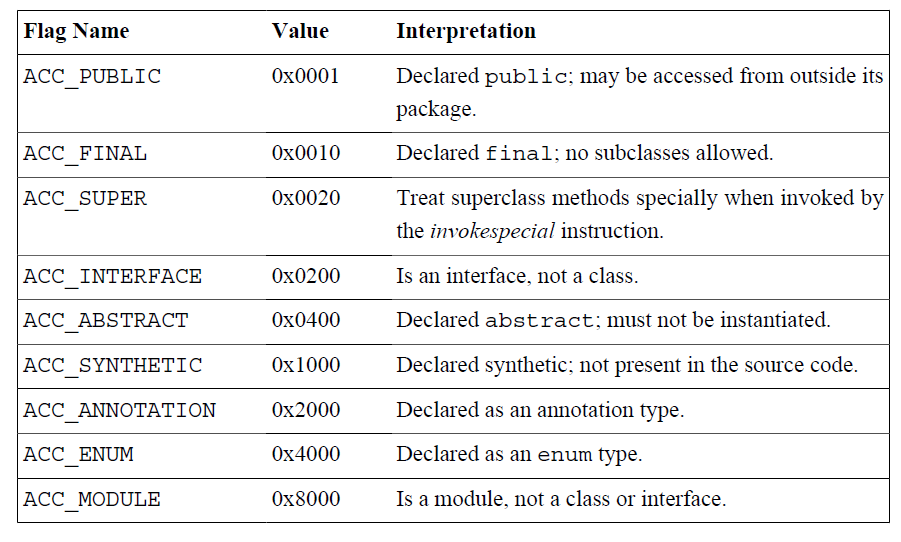 Flag Name Value Interpretation
ACC_PUBLIC 0x0001 Declared public; may be accessed from outside its
package.
ACC_FINAL 0x0010 Declared final; no subclasses allowed.
ACC_SUPER 0x0020 Treat superclass methods specially when invoked by
the invokespecial instruction.
ACC_INTERFACE 0x0200 Is an interface, not a class.
ACC_ABSTRACT 0x0400 Declared abstract; must not be instantiated.
ACC_SYNTHETIC 0x1000 Declared synthetic; not present in the source code.
ACC_ANNOTATION 0x2000 Declared as an annotation type.
ACC_ENUM 0x4000 Declared as an enum type.
ACC_MODULE 0x8000 Is a module, not a class or interface.